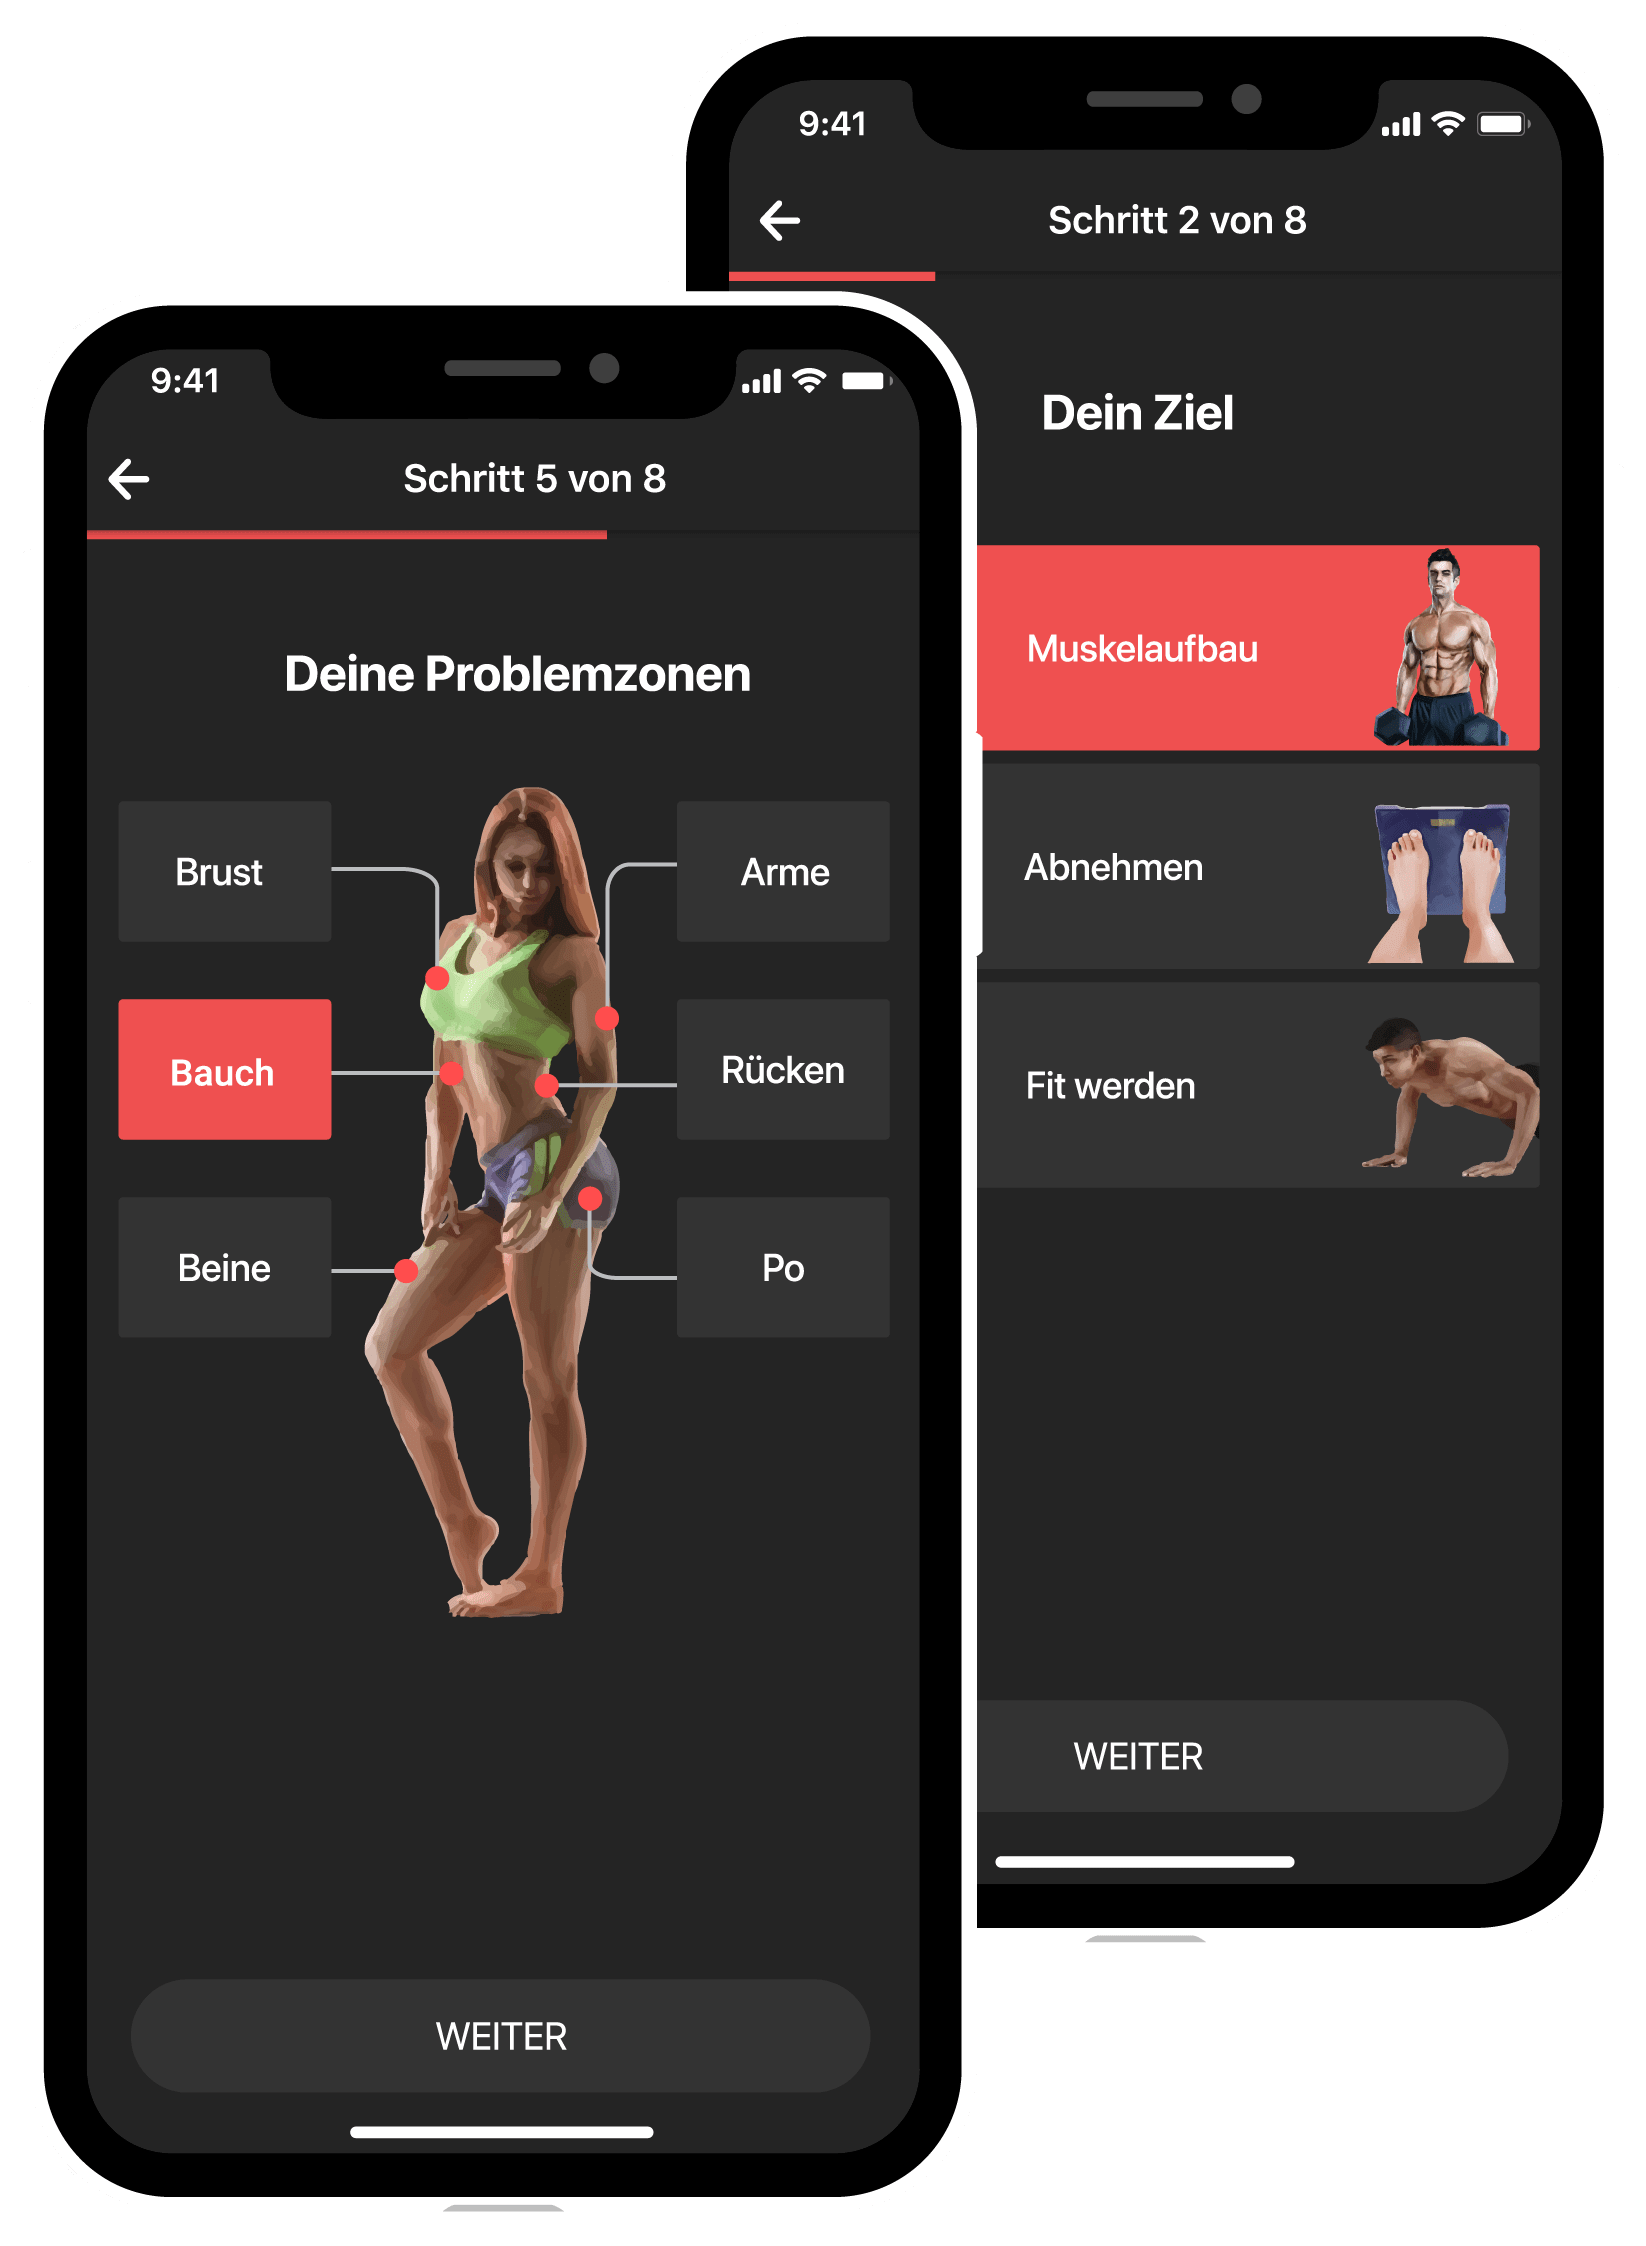 9:41
Schritt 2 von 8
Dein Ziel
Muskelaufbau
Abnehmen
Fit werden
WEITER
9:41
Schritt 5 von 8
Deine Problemzonen
Brust
Arme
Bauch
Rücken
Beine
Po
WEITER